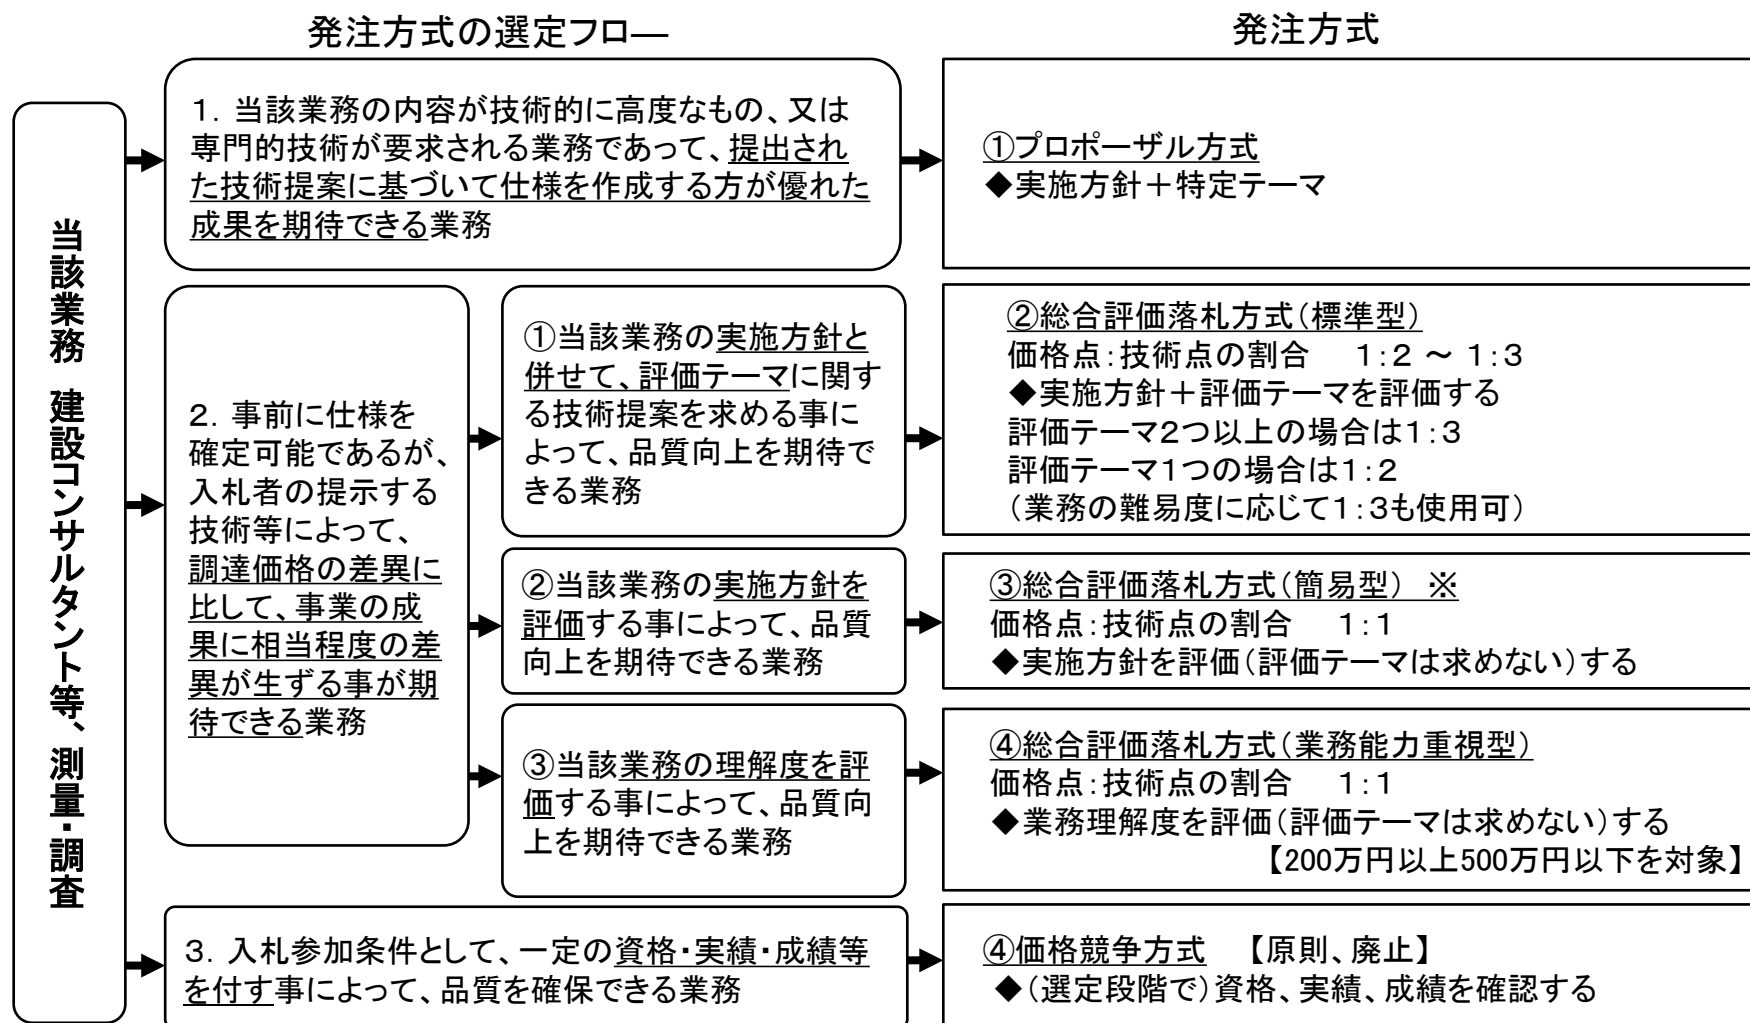 発注方式の選定フロー
発注方式
当該業務 建設コンサルタント等、測量・調査
1．当該業務の内容が技術的に高度なもの、又は
専門的技術が要求される業務であって、提出され
た技術提案に基づいて仕様を作成する方が優れた
成果を期待できる業務
①プロポーザル方式
◆実施方針＋特定テーマ
2．事前に仕様を
確定可能であるが、
入札者の提示する
技術等によって、
調達価格の差異に
比して、事業の成
果に相当程度の差
異が生ずる事が期
待できる業務
①当該業務の実施方針と
併せて、評価テーマに関す
る技術提案を求める事に
よって、品質向上を期待で
きる業務
②総合評価落札方式（標準型）
価格点：技術点の割合　1：2 ～ 1：3
◆実施方針＋評価テーマを評価する
評価テーマ2つ以上の場合は1：3
評価テーマ1つの場合は1：2
（業務の難易度に応じて1：3も使用可）
②当該業務の実施方針を
評価する事によって、品質
向上を期待できる業務
③総合評価落札方式（簡易型） ※
価格点：技術点の割合　1：1
◆実施方針を評価（評価テーマは求めない）する
③当該業務の理解度を評
価する事によって、品質向
上を期待できる業務
④総合評価落札方式（業務能力重視型）
価格点：技術点の割合　1：1
◆業務理解度を評価（評価テーマは求めない）する
【200万円以上500万円以下を対象】
3．入札参加条件として、一定の資格・実績・成績等
を付す事によって、品質を確保できる業務
④価格競争方式　【原則、廃止】
◆（選定段階で）資格、実績、成績を確認する